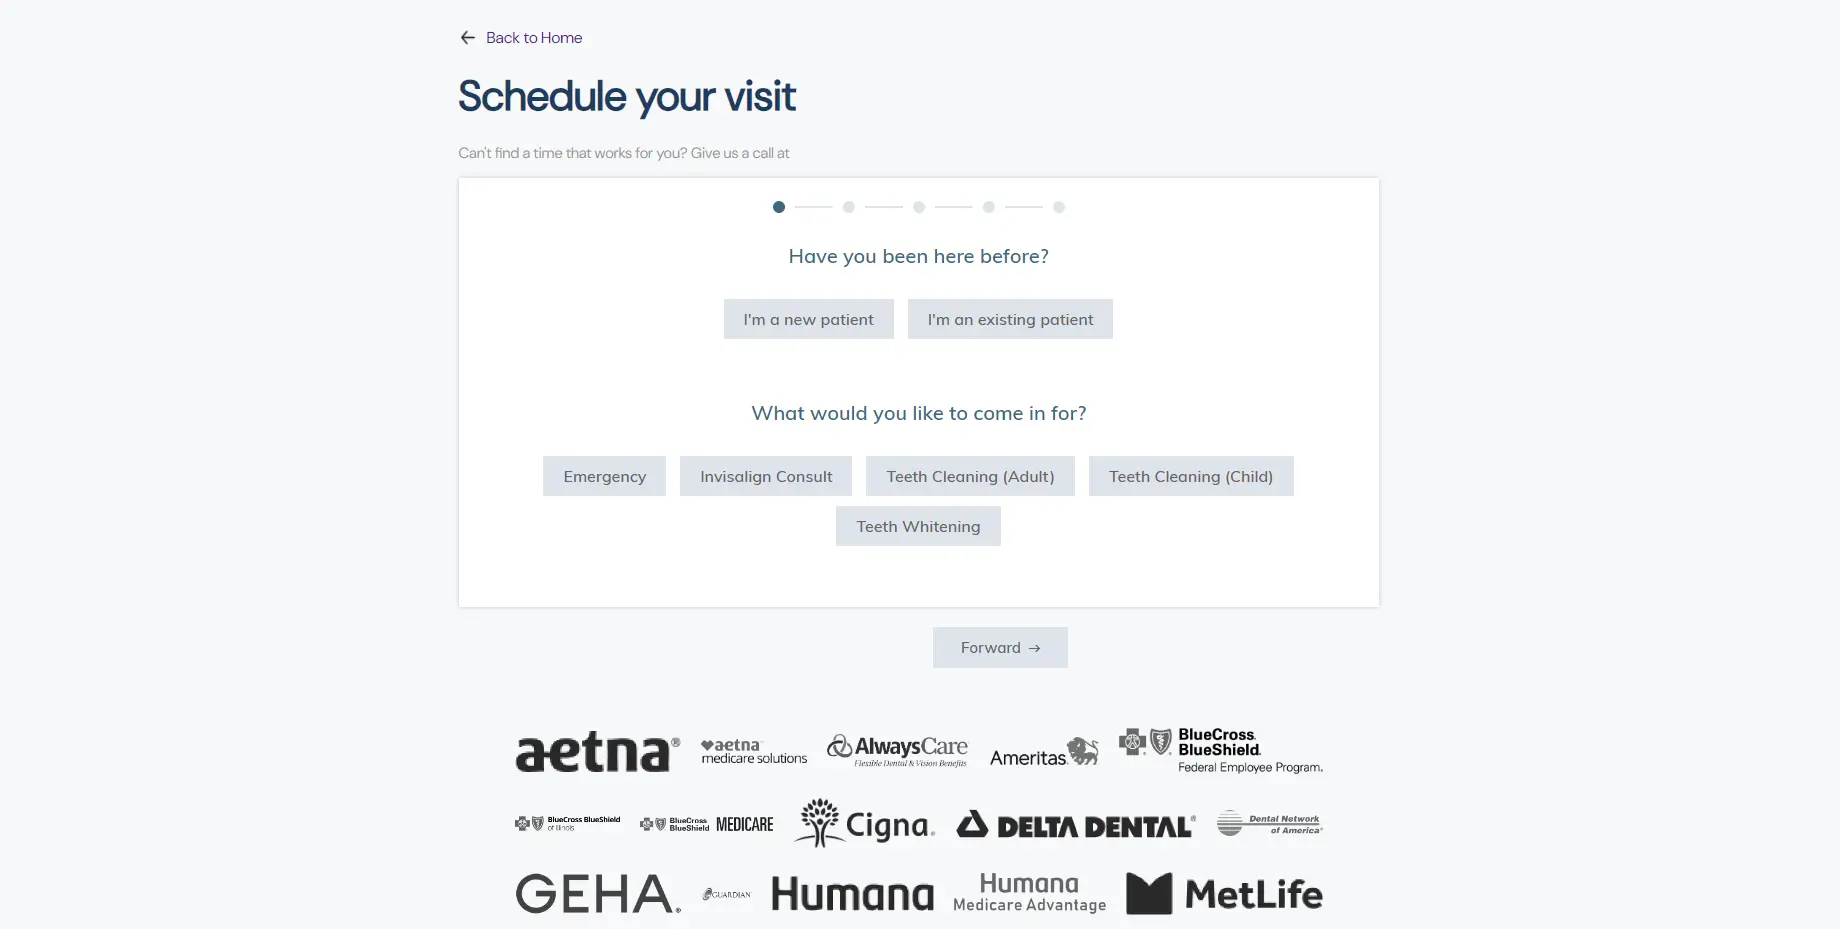 Back to Home
Schedule your visit
Can't find a time that works for you? Give us a call at
Have you been here before?
I'm a new patient
I'm an existing patient
What would you like to come in for?
Emergency
Invisalign Consult
Teeth Cleaning (Adult)
Teeth Cleaning (Child)
Teeth Whitening
Forward →
aetna®
aetna™
medicare solutions
AlwaysCare
Flexible Dental & Vision Benefits
Ameritas
BlueCross
BlueShield
Federal Employee Program.
BlueCross BlueShield
of Illinois
BlueCross
BlueShield
MEDICARE
Cigna
DELTA DENTAL®
Dental Network
of America®
GEHA
GUARDIAN
Humana
Humana
Medicare Advantage
MetLife